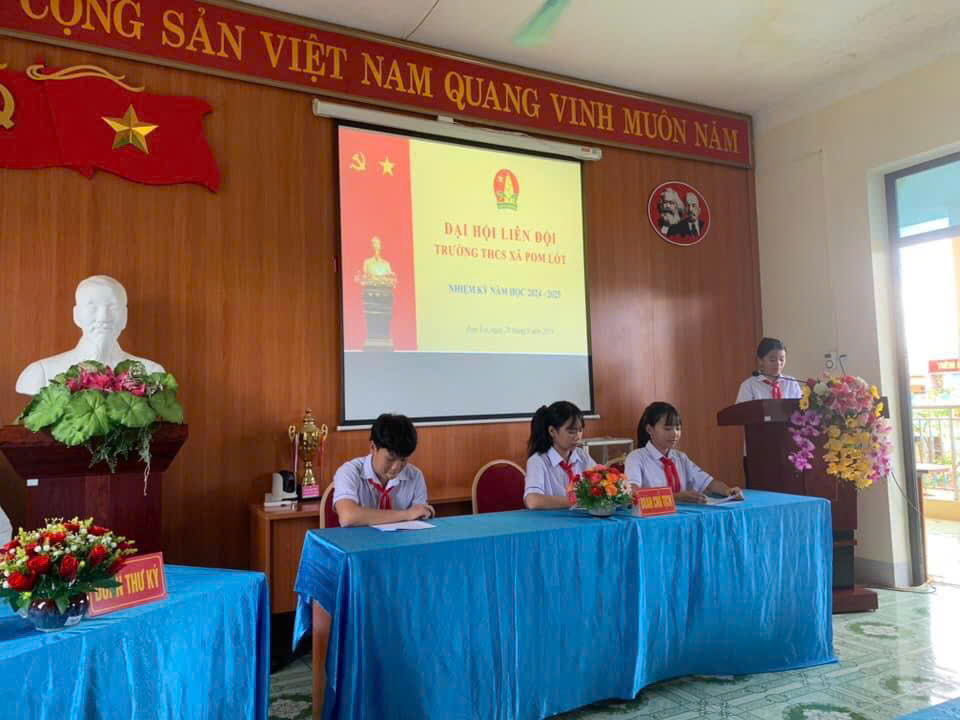 CỘNG SẢN VIỆT NAM QUANG VINH MUÔN NĂM
ĐẠI HỘI LIÊN ĐỘI
TRƯỜNG THCS XÃ POM LÓT
NHIỆM KỲ NĂM HỌC 2024 - 2025
ĐOÀN CHỦ TỊCH
ĐOÀN THƯ KÝ